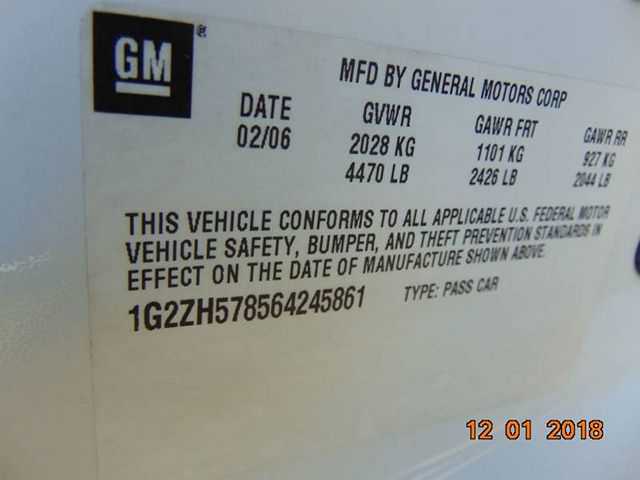 GM®
MFD BY GENERAL MOTORS CORP
DATE GVWR GAWR FRT GAWR RR
02/06 2028 KG 1101 KG 927 KG
4470 LB 2426 LB 2044 LB
THIS VEHICLE CONFORMS TO ALL APPLICABLE U.S. FEDERAL MOTOR
VEHICLE SAFETY, BUMPER, AND THEFT PREVENTION STANDARDS IN
EFFECT ON THE DATE OF MANUFACTURE SHOWN ABOVE.
1G2ZH578564245861 TYPE: PASS CAR
12 01 2018